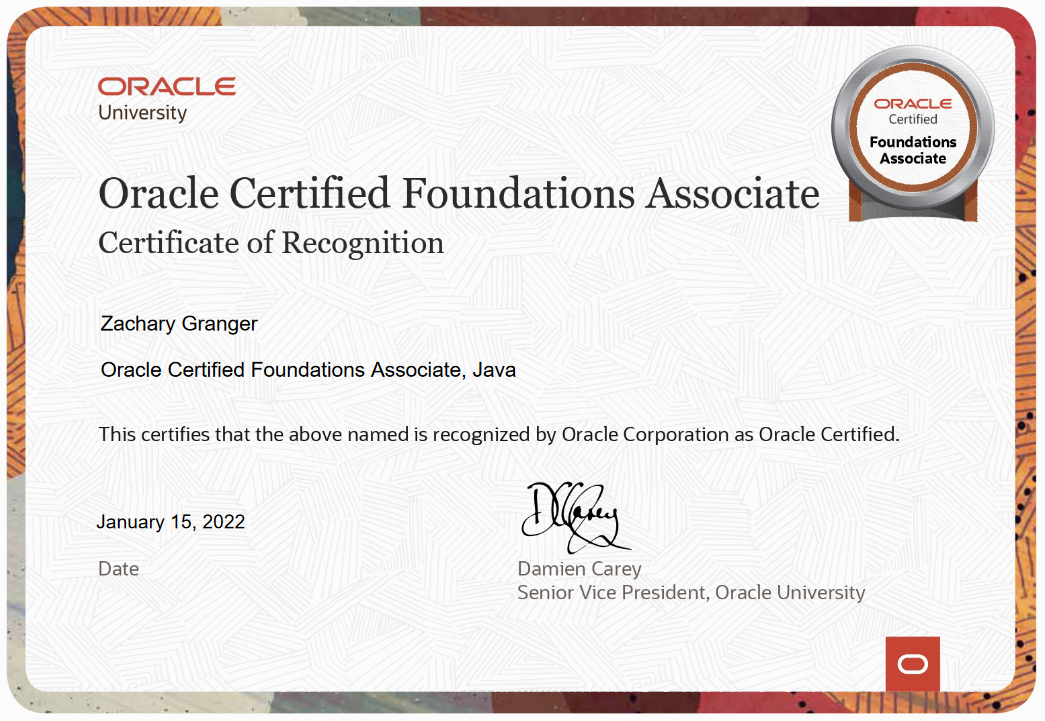 ORACLE
University
ORACLE
Certified
Foundations
Associate
Oracle Certified Foundations Associate
Certificate of Recognition
Zachary Granger
Oracle Certified Foundations Associate, Java
This certifies that the above named is recognized by Oracle Corporation as Oracle Certified.
DCCarey
January 15, 2022
Date
Damien Carey
Senior Vice President, Oracle University